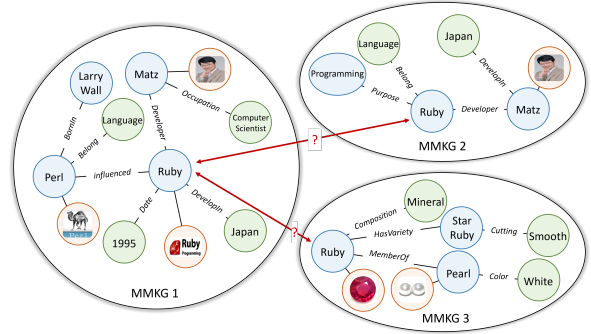 Larry
Wall
Matz
Occupation
Computer
Scientist
BornIn
Language
Belong
Developer
Perl
influenced
Ruby
Date
DevelopIn
1995
Ruby
Programming
Japan
MMKG 1
?
?
Language
Japan
Programming
Belong
DevelopIn
Purpose
Ruby
Developer
Matz
MMKG 2
Mineral
Composition
HasVariety
Star
Ruby
Cutting
Smooth
Ruby
MemberOf
Pearl
Color
White
MMKG 3